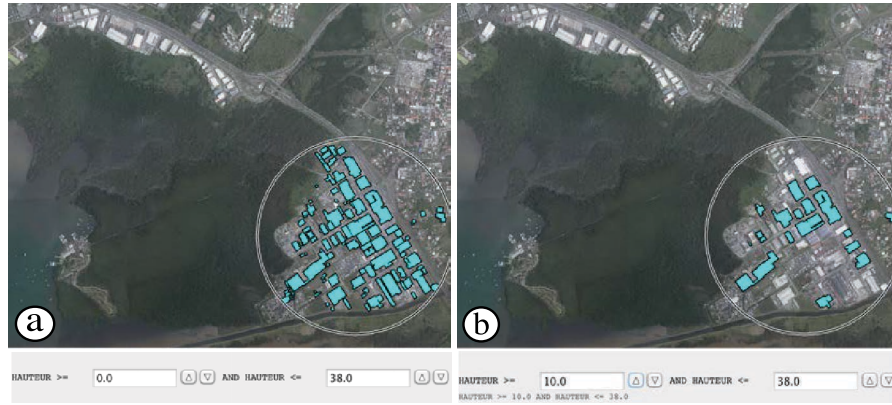 a
b
HAUTEUR >= 0.0 AND HAUTEUR <= 38.0
HAUTEUR >= 10.0 AND HAUTEUR <= 38.0
HAUTEUR >= 10.0 AND HAUTEUR <= 38.0